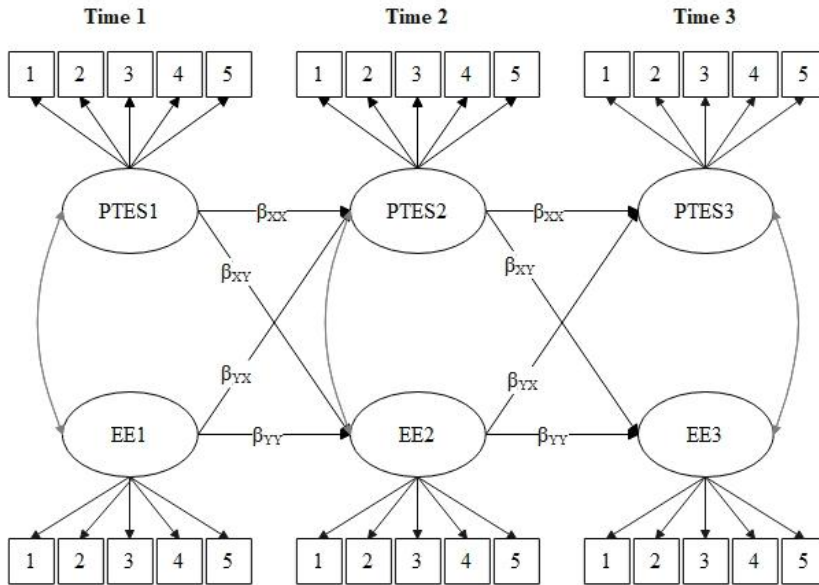 Time 1 Time 2 Time 3
1 2 3 4 5 1 2 3 4 5 1 2 3 4 5
PTES1 βXX PTES2 βXX PTES3
βXY βXY
βYX βYX
EE1 βYY EE2 βYY EE3
1 2 3 4 5 1 2 3 4 5 1 2 3 4 5